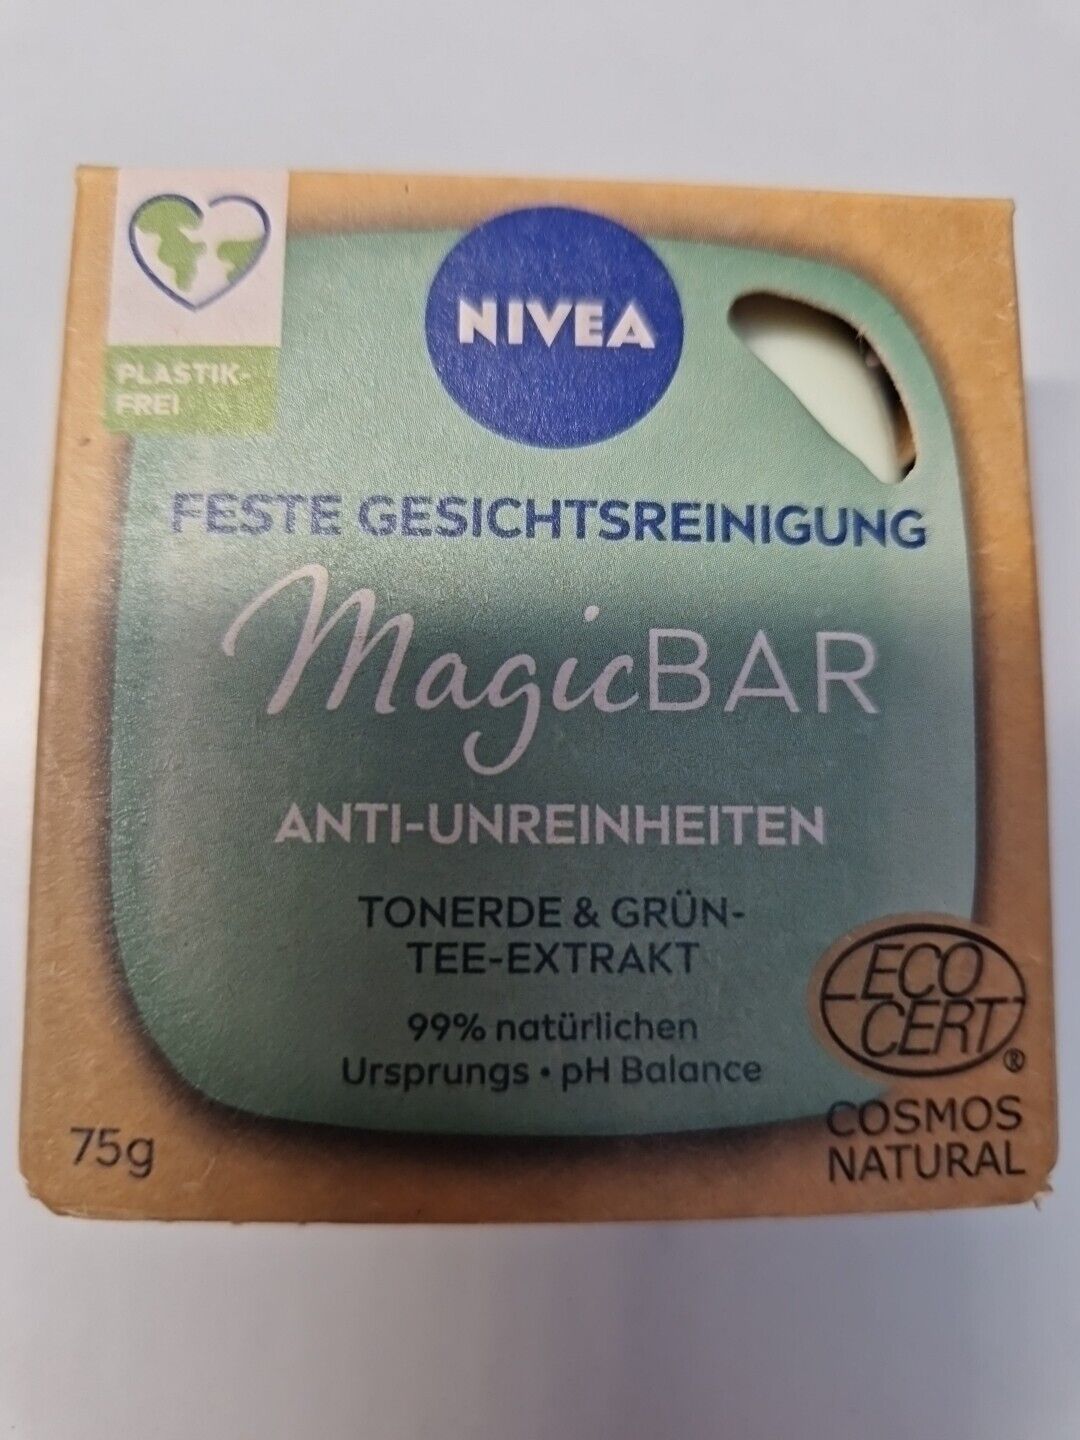 PLASTIK-
FREI
NIVEA
FESTE GESICHTSREINIGUNG
MagicBAR
ANTI-UNREINHEITEN
TONERDE & GRÜN-
TEE-EXTRAKT
99% natürlichen
Ursprungs • pH Balance
75g
ECO
CERT®
COSMOS
NATURAL